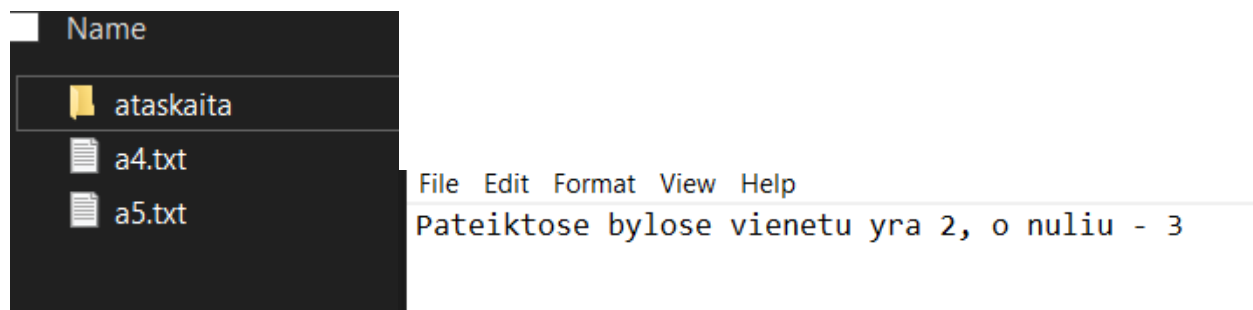 Name
ataskaita
a4.txt
a5.txt
File Edit Format View Help
Pateiktose bylose vienetu yra 2, o nuliu - 3